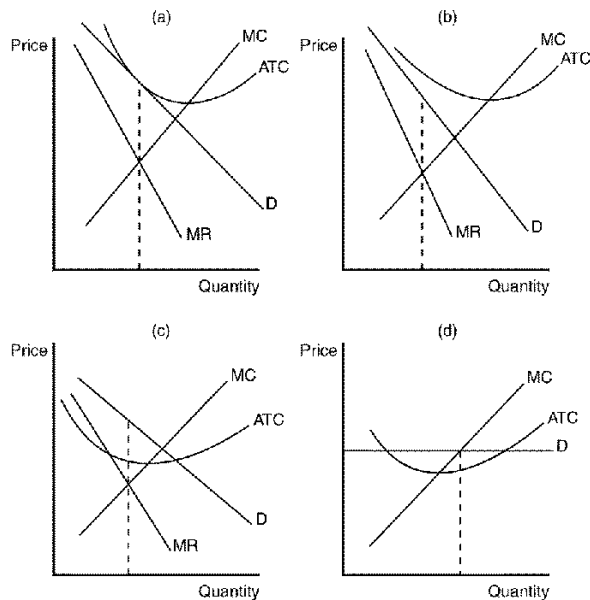 (a)
Price
MC
ATC
D
MR
Quantity
(b)
Price
MC
ATC
MR
D
Quantity
(c)
Price
MC
ATC
D
MR
Quantity
(d)
Price
MC
ATC
D
Quantity